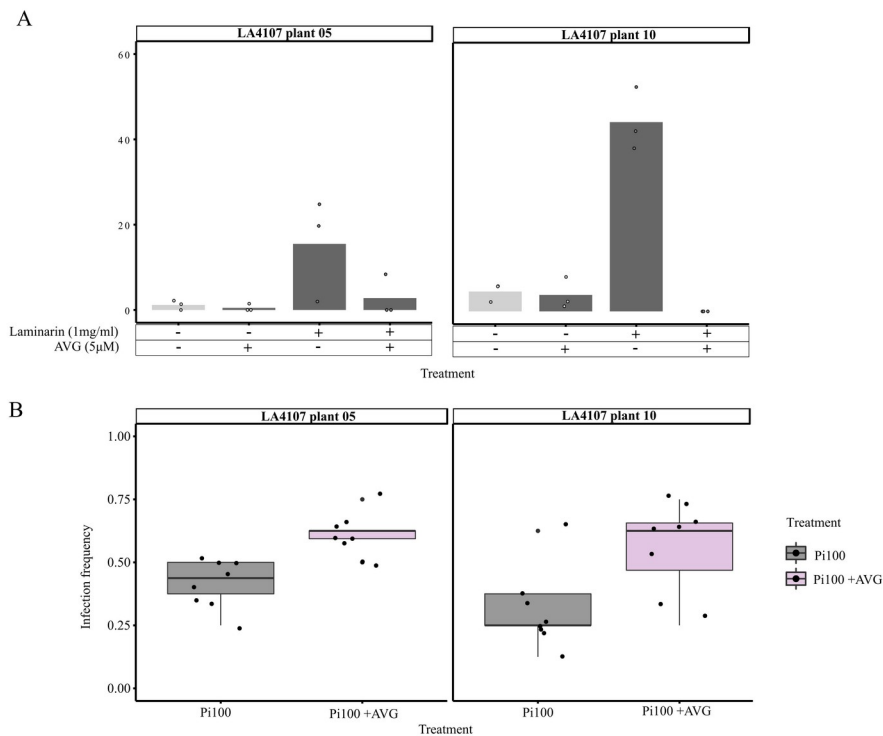 A
LA4107 plant 05 LA4107 plant 10
60
40
20
0
Laminarin (1mg/ml) - - + + - - + +
AVG (5µM) - + - + - + - +
Treatment
B
LA4107 plant 05 LA4107 plant 10
1.00
0.75
0.50
0.25
0.00
Infection frequency
Pi100 Pi100 +AVG Pi100 Pi100 +AVG
Treatment
Treatment
Pi100
Pi100 +AVG